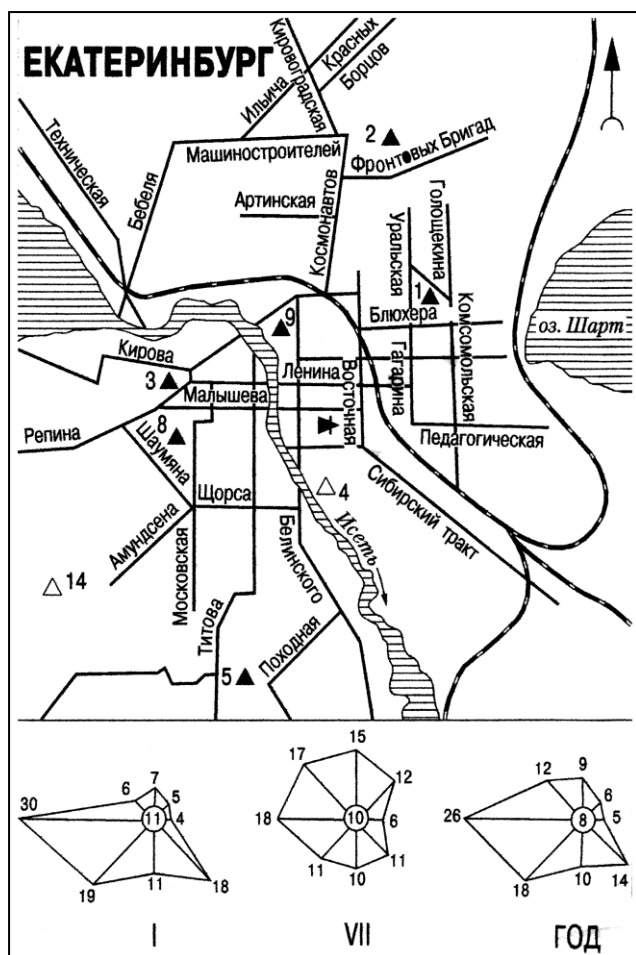 ЕКАТЕРИНБУРГ
Кировоградская
Красных
Борцов
Ильича
Техническая
2
Машиностроителей
Фронтовых Бригад
Бебеля
Артинская
Космонавтов
Уральская
Голощекина
1
9
Блюхера
оз. Шарт
Кирова
Ленина
Восточная
Гагарина
Комсомольская
3
Малышева
Репина
8
Шаумяна
Педагогическая
4
Щорса
Сибирский тракт
Амундсена
Московская
Белинского
Исеть
14
Титова
Походная
5
7
6
5
30
11
4
19
11
18
15
17
12
18
10
6
11
10
11
9
12
6
26
8
5
18
10
14
I
VII
ГОД